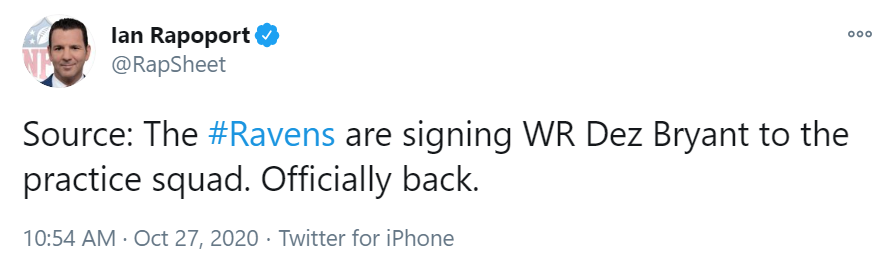 Ian Rapoport
@RapSheet
Source: The #Ravens are signing WR Dez Bryant to the
practice squad. Officially back.
10:54 AM · Oct 27, 2020 · Twitter for iPhone